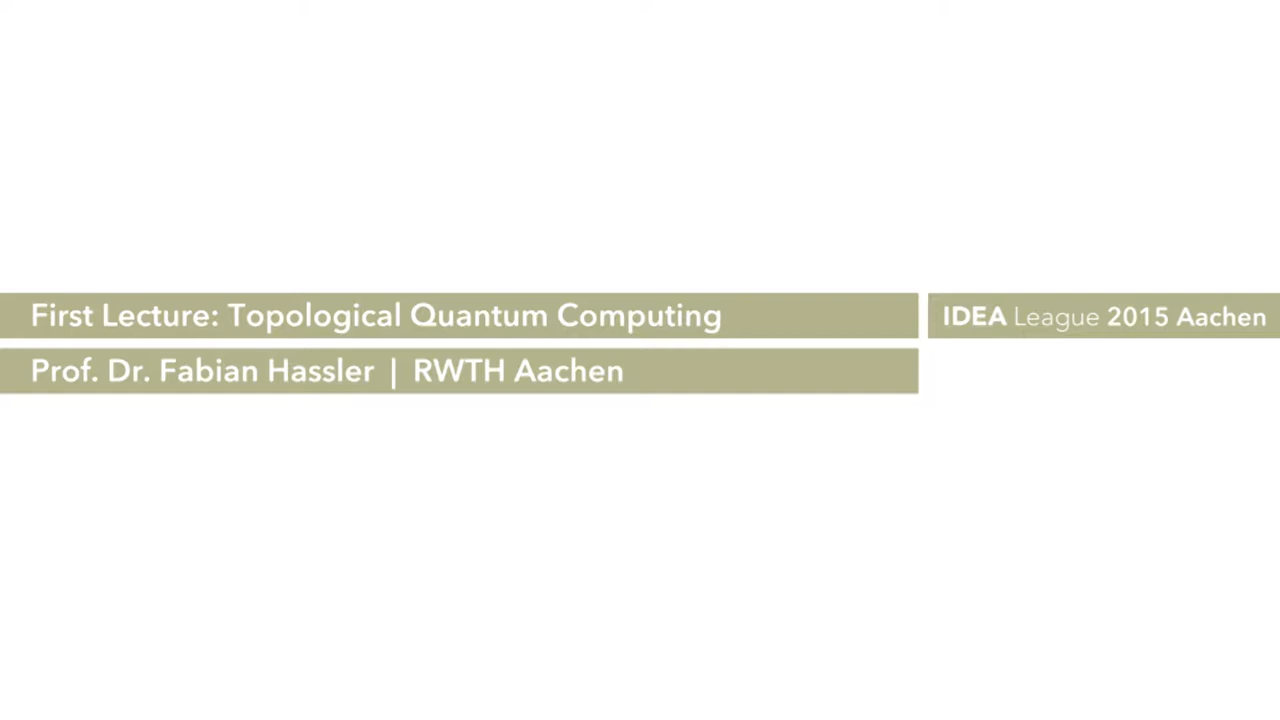 First Lecture: Topological Quantum Computing
IDEA League 2015 Aachen
Prof. Dr. Fabian Hassler | RWTH Aachen